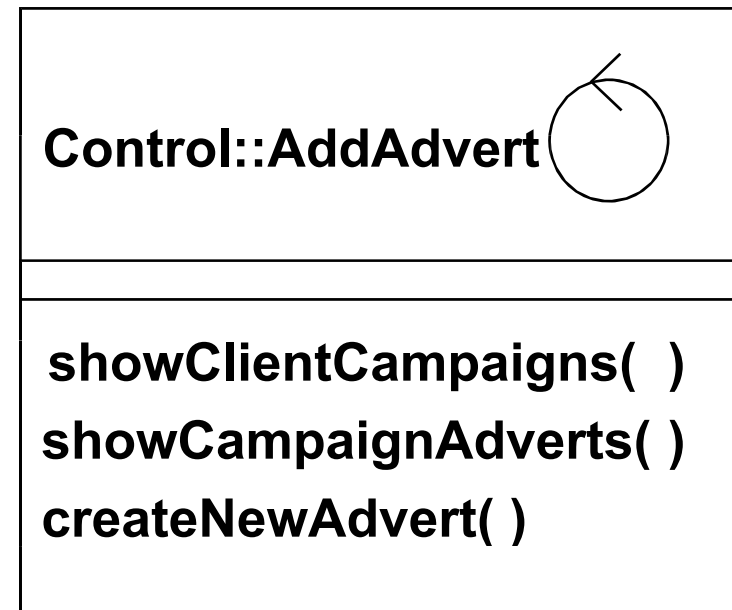 Control::AddAdvert
showClientCampaigns(  )
showCampaignAdverts( )
createNewAdvert( )